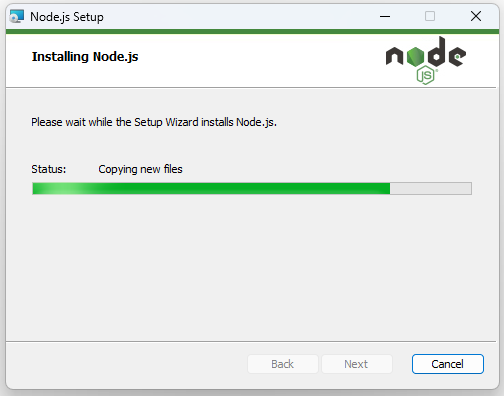 Node.js Setup
Installing Node.js
node
JS
Please wait while the Setup Wizard installs Node.js.
Status: Copying new files
Back Next Cancel